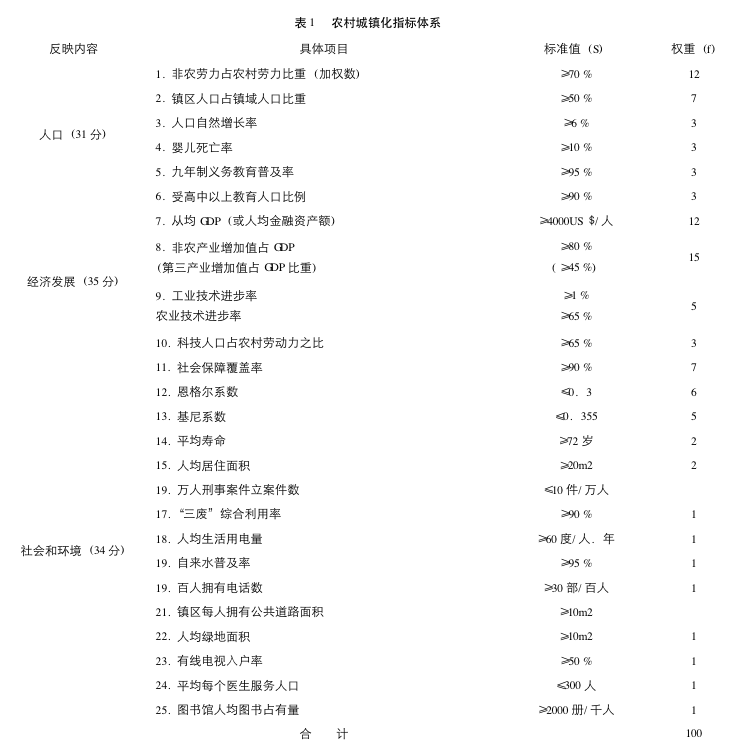 表 1 农村城镇化指标体系
反映内容 具体项目 标准值 (S) 权重 (f)
1. 非农劳力占农村劳力比重 (加权数) ≥70 % 12
2. 镇区人口占镇域人口比重 ≥50 % 7
3. 人口自然增长率 ≥6 % 3
人口 (31 分)
4. 婴儿死亡率 ≥10 % 3
5. 九年制义务教育普及率 ≥95 % 3
6. 受高中以上教育人口比例 ≥90 % 3
7. 从均 GDP (或人均金融资产额) ≥4000US $/ 人 12
8. 非农产业增加值占 GDP ≥80 %
15
(第三产业增加值占 GDP 比重) ( ≥45 %)
经济发展 (35 分)
9. 工业技术进步率 ≥1 %
5
农业技术进步率 ≥65 %
10. 科技人口占农村劳动力之比 ≥65 % 3
11. 社会保障覆盖率 ≥90 % 7
12. 恩格尔系数 ≤0. 3 6
13. 基尼系数 ≤0. 355 5
14. 平均寿命 ≥72 岁 2
15. 人均居住面积 ≥20m2 2
19. 万人刑事案件立案件数 ≤10 件/ 万人
17. “三废” 综合利用率 ≥90 % 1
18. 人均生活用电量 ≥60 度/ 人. 年 1
社会和环境 (34 分)
19. 自来水普及率 ≥95 % 1
19. 百人拥有电话数 ≥30 部/ 百人 1
21. 镇区每人拥有公共道路面积 ≥10m2
22. 人均绿地面积 ≥10m2 1
23. 有线电视入户率 ≥50 % 1
24. 平均每个医生服务人口 ≤300 人 1
25. 图书馆人均图书占有量 ≥2000 册/ 千人 1
合 计 100